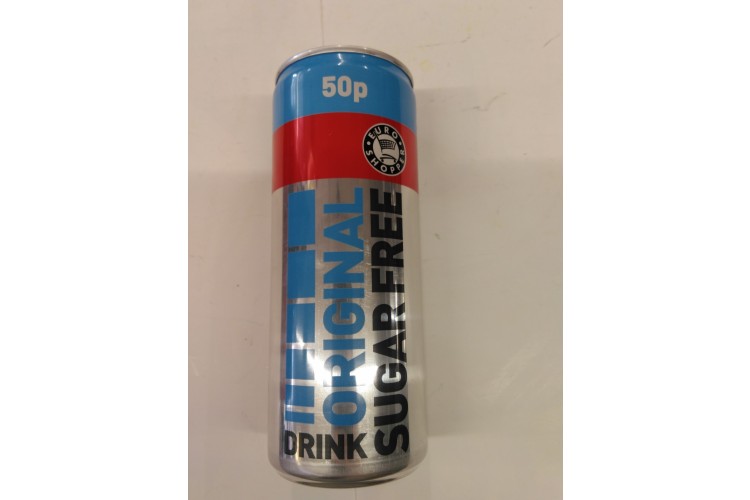 50p
EURO
SHOPPER
ORIGINAL
SUGAR FREE
DRINK